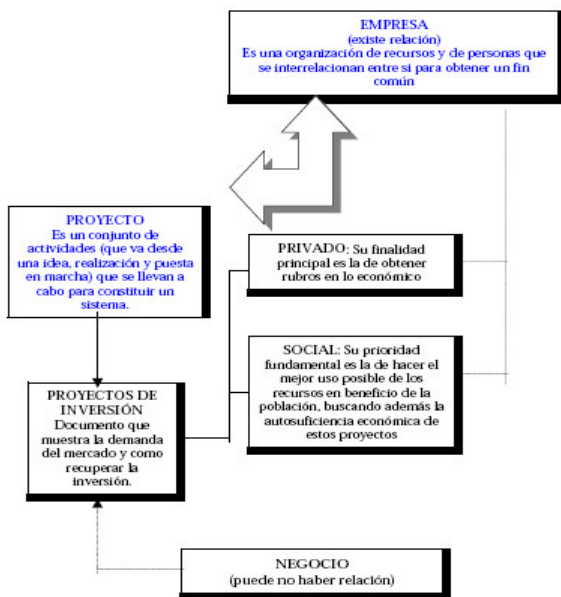 EMPRESA
(existe relación)
Es una organización de recursos y de personas que
se interrelacionan entre si para obtener un fin
común
PROYECTO
Es un conjunto de
actividades (que va desde
una idea, realización y puesta
en marcha) que se llevan a
cabo para constituir un
sistema.
PRIVADO: Su finalidad
principal es la de obtener
rubros en lo económico
SOCIAL: Su prioridad
fundamental es la de hacer el
mejor uso posible de los
recursos en beneficio de la
población, buscando además la
autosuficiencia económica de
estos proyectos
PROYECTOS DE
INVERSIÓN
Documento que
muestra la demanda
del mercado y como
recuperar la
inversión.
NEGOCIO
(puede no haber relación)